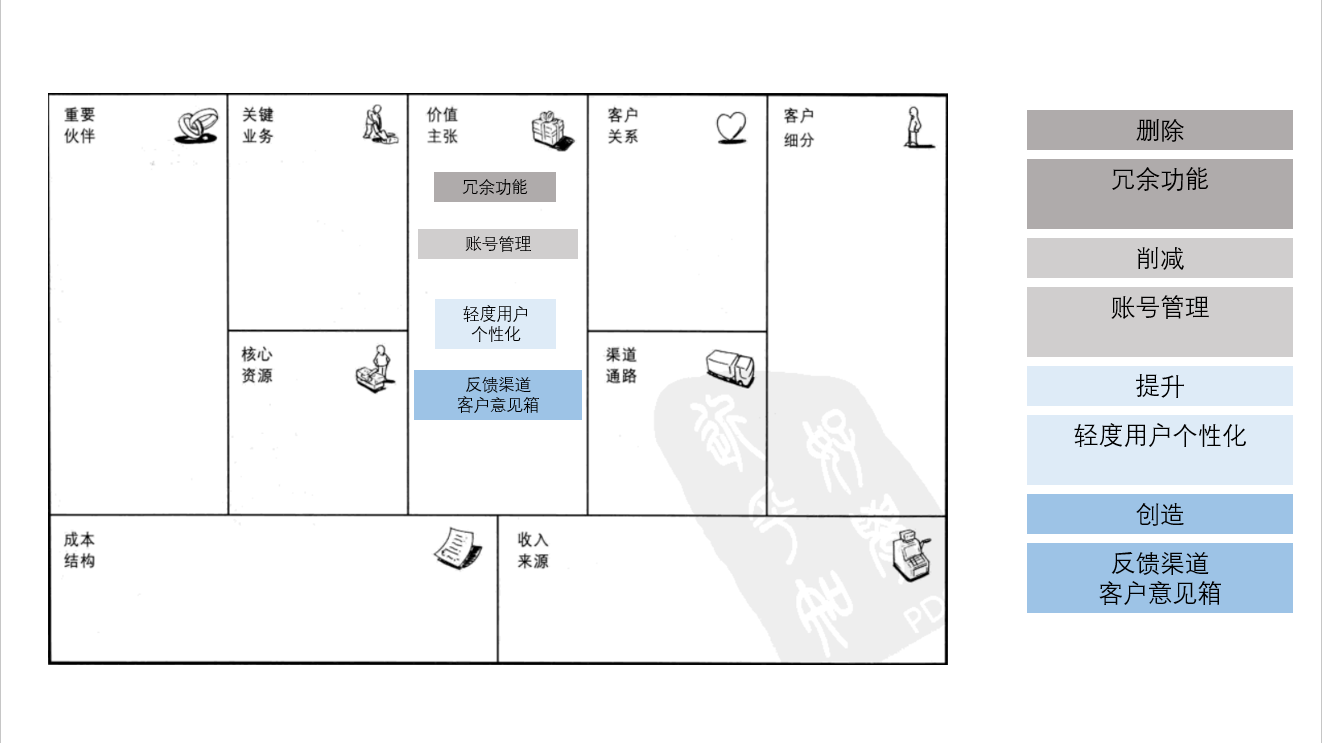 重要
伙伴
关键
业务
价值
主张
冗余功能
账号管理
轻度用户
个性化
反馈渠道
客户意见箱
客户
关系
客户
细分
核心
资源
渠道
通路
成本
结构
收入
来源
PD
删除
冗余功能
削减
账号管理
提升
轻度用户个性化
创造
反馈渠道
客户意见箱